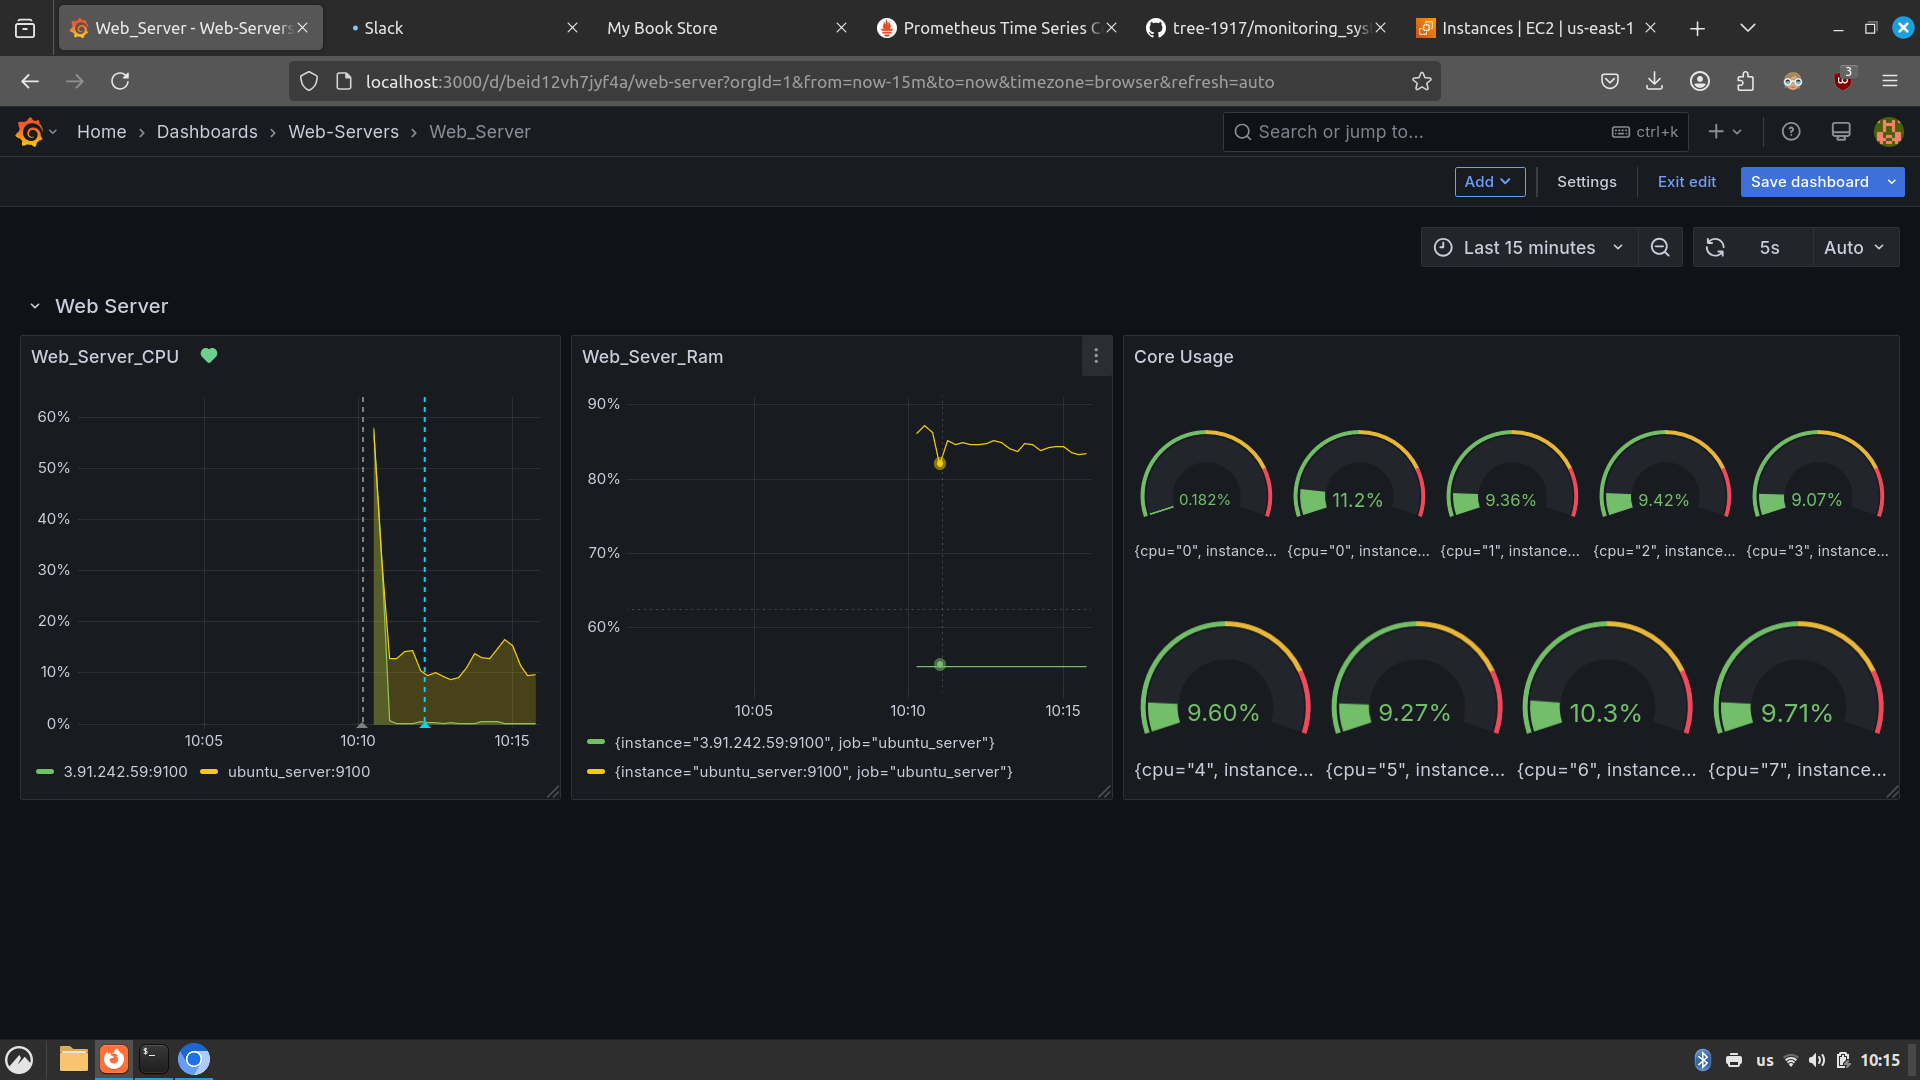 Web_Server - Web-Servers
Slack
My Book Store
Prometheus Time Series C
tree-1917/monitoring_sys
Instances | EC2 | us-east-1
localhost:3000/d/beid12vh7jyf4a/web-server?orgId=1&from=now-15m&to=now&timezone=browser&refresh=auto
3
Home › Dashboards › Web-Servers › Web_Server
Search or jump to...
ctrl+k
Add
Settings
Exit edit
Save dashboard
Last 15 minutes
5s
Auto
Web Server
Web_Server_CPU
60%
50%
40%
30%
20%
10%
0%
10:05
10:10
10:15
3.91.242.59:9100
ubuntu_server:9100
Web_Sever_Ram
90%
80%
70%
60%
10:05
10:10
10:15
{instance="3.91.242.59:9100", job="ubuntu_server"}
{instance="ubuntu_server:9100", job="ubuntu_server"}
Core Usage
0.182%
11.2%
9.36%
9.42%
9.07%
{cpu="0", instance...
{cpu="0", instance...
{cpu="1", instance...
{cpu="2", instance...
{cpu="3", instance...
9.60%
9.27%
10.3%
9.71%
{cpu="4", instance...
{cpu="5", instance...
{cpu="6", instance...
{cpu="7", instance...
$_
us
10:15